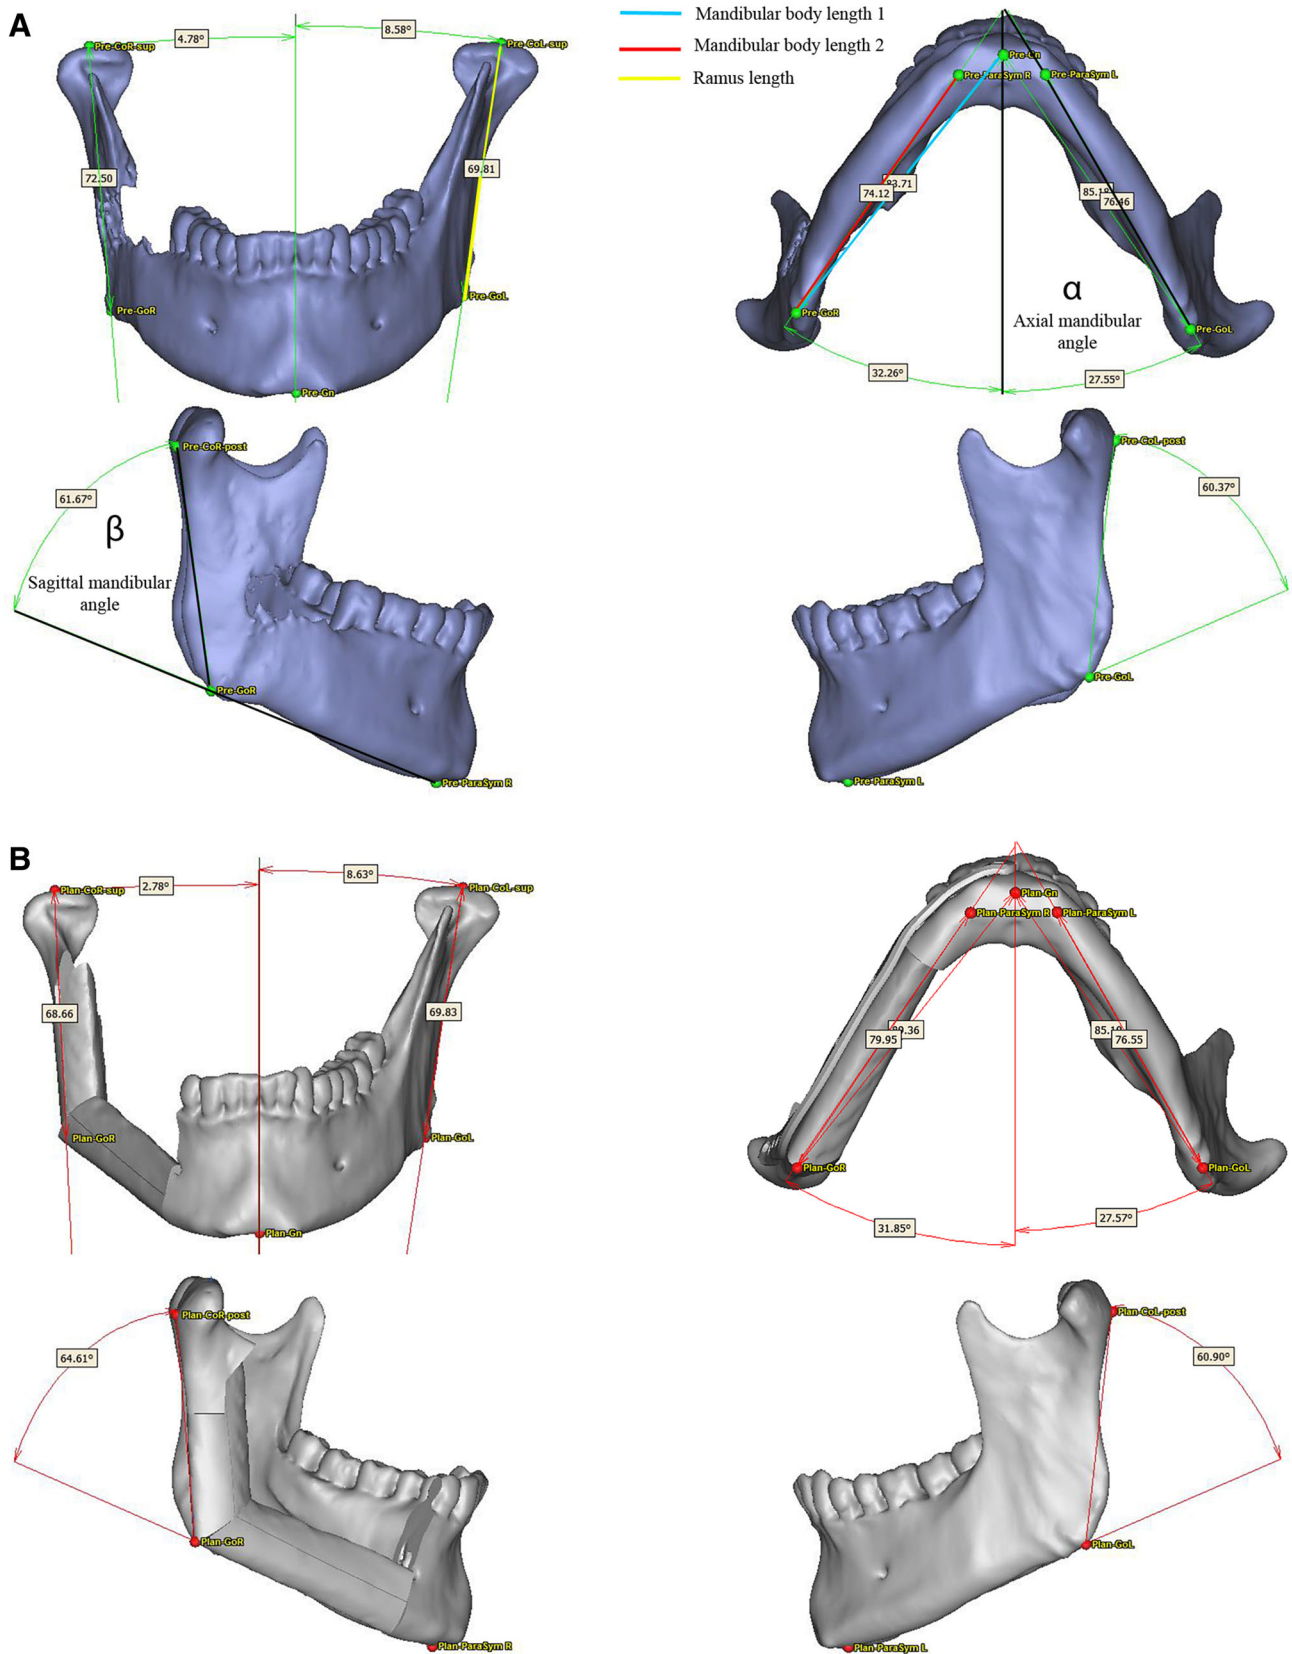 A
Pre-CoR-sup
4.78°
8.58°
Pre-CoL-sup
72.50
69.81
Pre-GoR
Pre-GoL
Pre-Gn
Mandibular body length 1
Mandibular body length 2
Ramus length
Pre-Gn
Pre-ParaSym R
Pre-ParaSym L
74.12
83.71
76.46
Pre-GoR
Pre-GoL
α
Axial mandibular
angle
32.26°
27.55°
Pre-CoR-post
61.67°
β
Sagittal mandibular
angle
Pre-GoR
Pre-ParaSym R
Pre-CoL-post
60.37°
Pre-GoL
Pre-ParaSym L
B
Plan-CoR-sup
2.78°
8.63°
Plan-CoL-sup
68.66
69.83
Plan-GoR
Plan-GoL
Plan-Gn
Plan-Gn
Plan-ParaSym R
Plan-ParaSym L
79.95
76.55
Plan-GoR
Plan-GoL
31.85°
27.57°
Plan-CoR-post
64.61°
Plan-GoR
Plan-ParaSym R
Plan-CoL-post
60.90°
Plan-GoL
Plan-ParaSym L